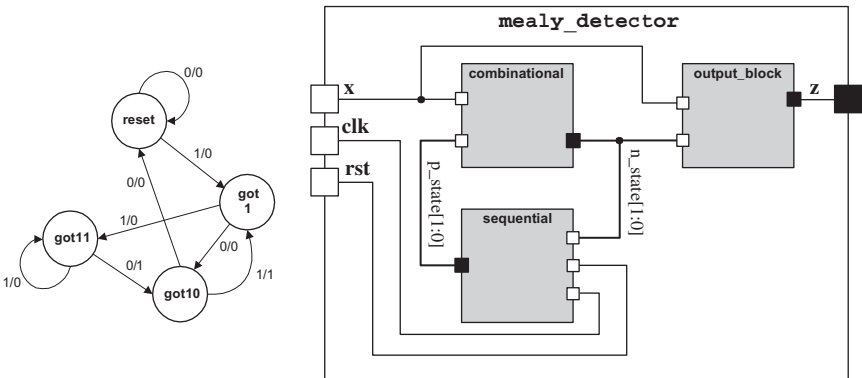 0/0
reset
1/0
0/0
got
1
1/0
0/0
got11
0/1
1/0
got10
1/1
mealy_detector
x
clk
rst
combinational
output_block
z
p_state[1:0]
n_state[1:0]
sequential